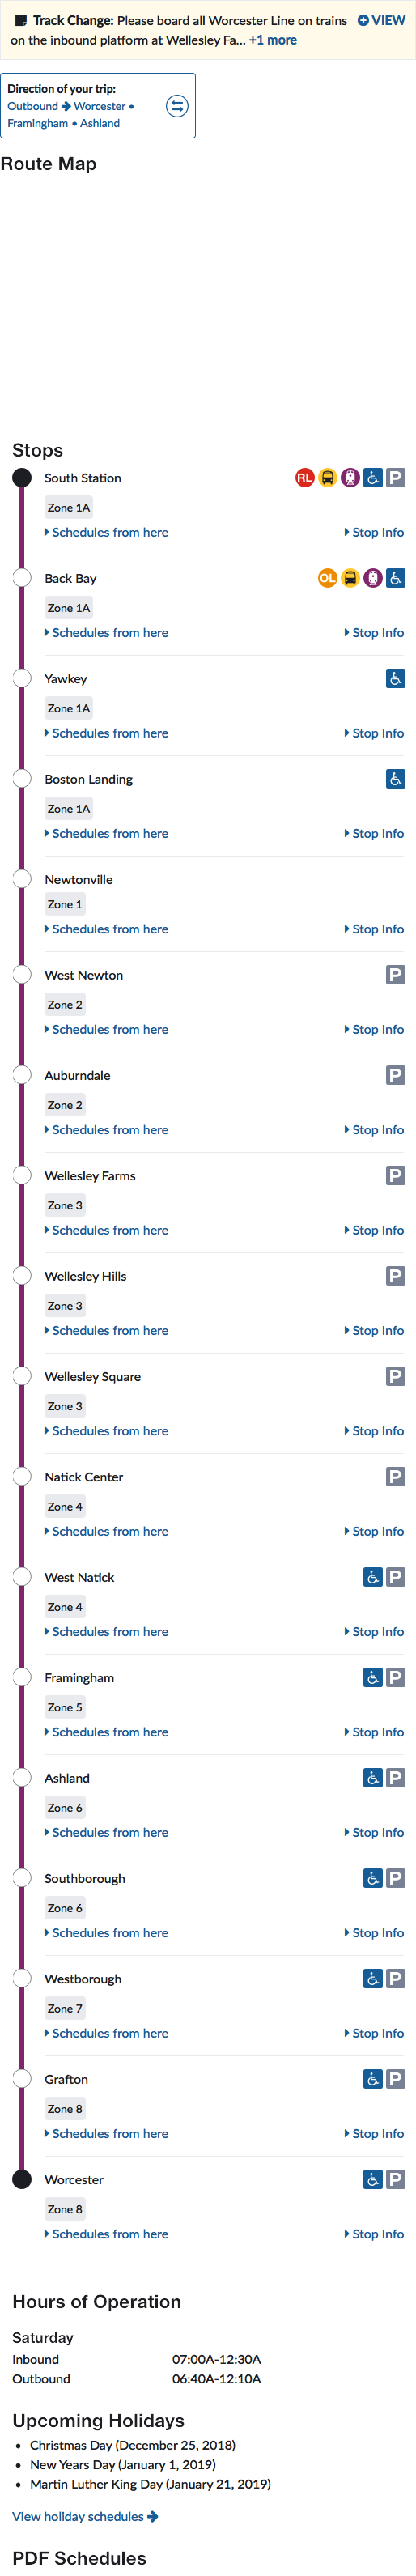 Track Change: Please board all Worcester Line on trains VIEW
on the inbound platform at Wellesley Fa... +1 more
Direction of your trip:
Outbound → Worcester •
Framingham • Ashland
Route Map
Stops
South Station RL P
Zone 1A
Schedules from here Stop Info
Back Bay OL
Zone 1A
Schedules from here Stop Info
Yawkey
Zone 1A
Schedules from here Stop Info
Boston Landing
Zone 1A
Schedules from here Stop Info
Newtonville
Zone 1
Schedules from here Stop Info
West Newton P
Zone 2
Schedules from here Stop Info
Auburndale P
Zone 2
Schedules from here Stop Info
Wellesley Farms P
Zone 3
Schedules from here Stop Info
Wellesley Hills P
Zone 3
Schedules from here Stop Info
Wellesley Square P
Zone 3
Schedules from here Stop Info
Natick Center P
Zone 4
Schedules from here Stop Info
West Natick P
Zone 4
Schedules from here Stop Info
Framingham P
Zone 5
Schedules from here Stop Info
Ashland P
Zone 6
Schedules from here Stop Info
Southborough P
Zone 6
Schedules from here Stop Info
Westborough P
Zone 7
Schedules from here Stop Info
Grafton P
Zone 8
Schedules from here Stop Info
Worcester P
Zone 8
Schedules from here Stop Info
Hours of Operation
Saturday
Inbound 07:00A-12:30A
Outbound 06:40A-12:10A
Upcoming Holidays
• Christmas Day (December 25, 2018)
• New Years Day (January 1, 2019)
• Martin Luther King Day (January 21, 2019)
View holiday schedules →
PDF Schedules